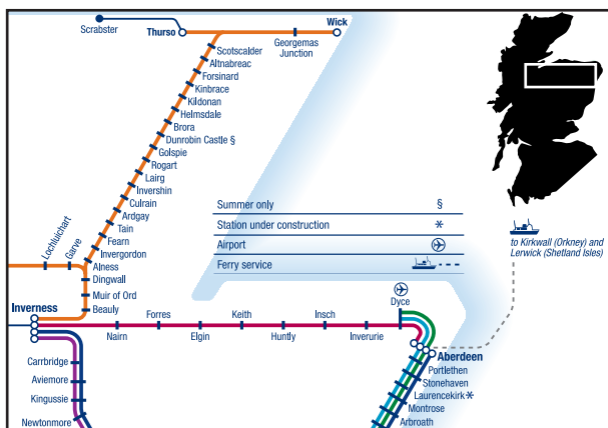 Scrabster
Thurso
Wick
Georgemas
Junction
Scotscalder
Altnabreac
Forsinard
Kinbrace
Kildonan
Helmsdale
Brora
Dunrobin Castle §
Golspie
Rogart
Lairg
Invershin
Culrain
Ardgay
Tain
Fearn
Invergordon
Alness
Dingwall
Muir of Ord
Beauly
Lochluichart
Garve
Summer only §
Station under construction *
Airport
Ferry service
to Kirkwall (Orkney) and
Lerwick (Shetland Isles)
Inverness
Nairn
Forres
Elgin
Keith
Huntly
Insch
Inverurie
Dyce
Aberdeen
Portlethen
Stonehaven
Laurencekirk *
Montrose
Arbroath
Carrbridge
Aviemore
Kingussie
Newtonmore